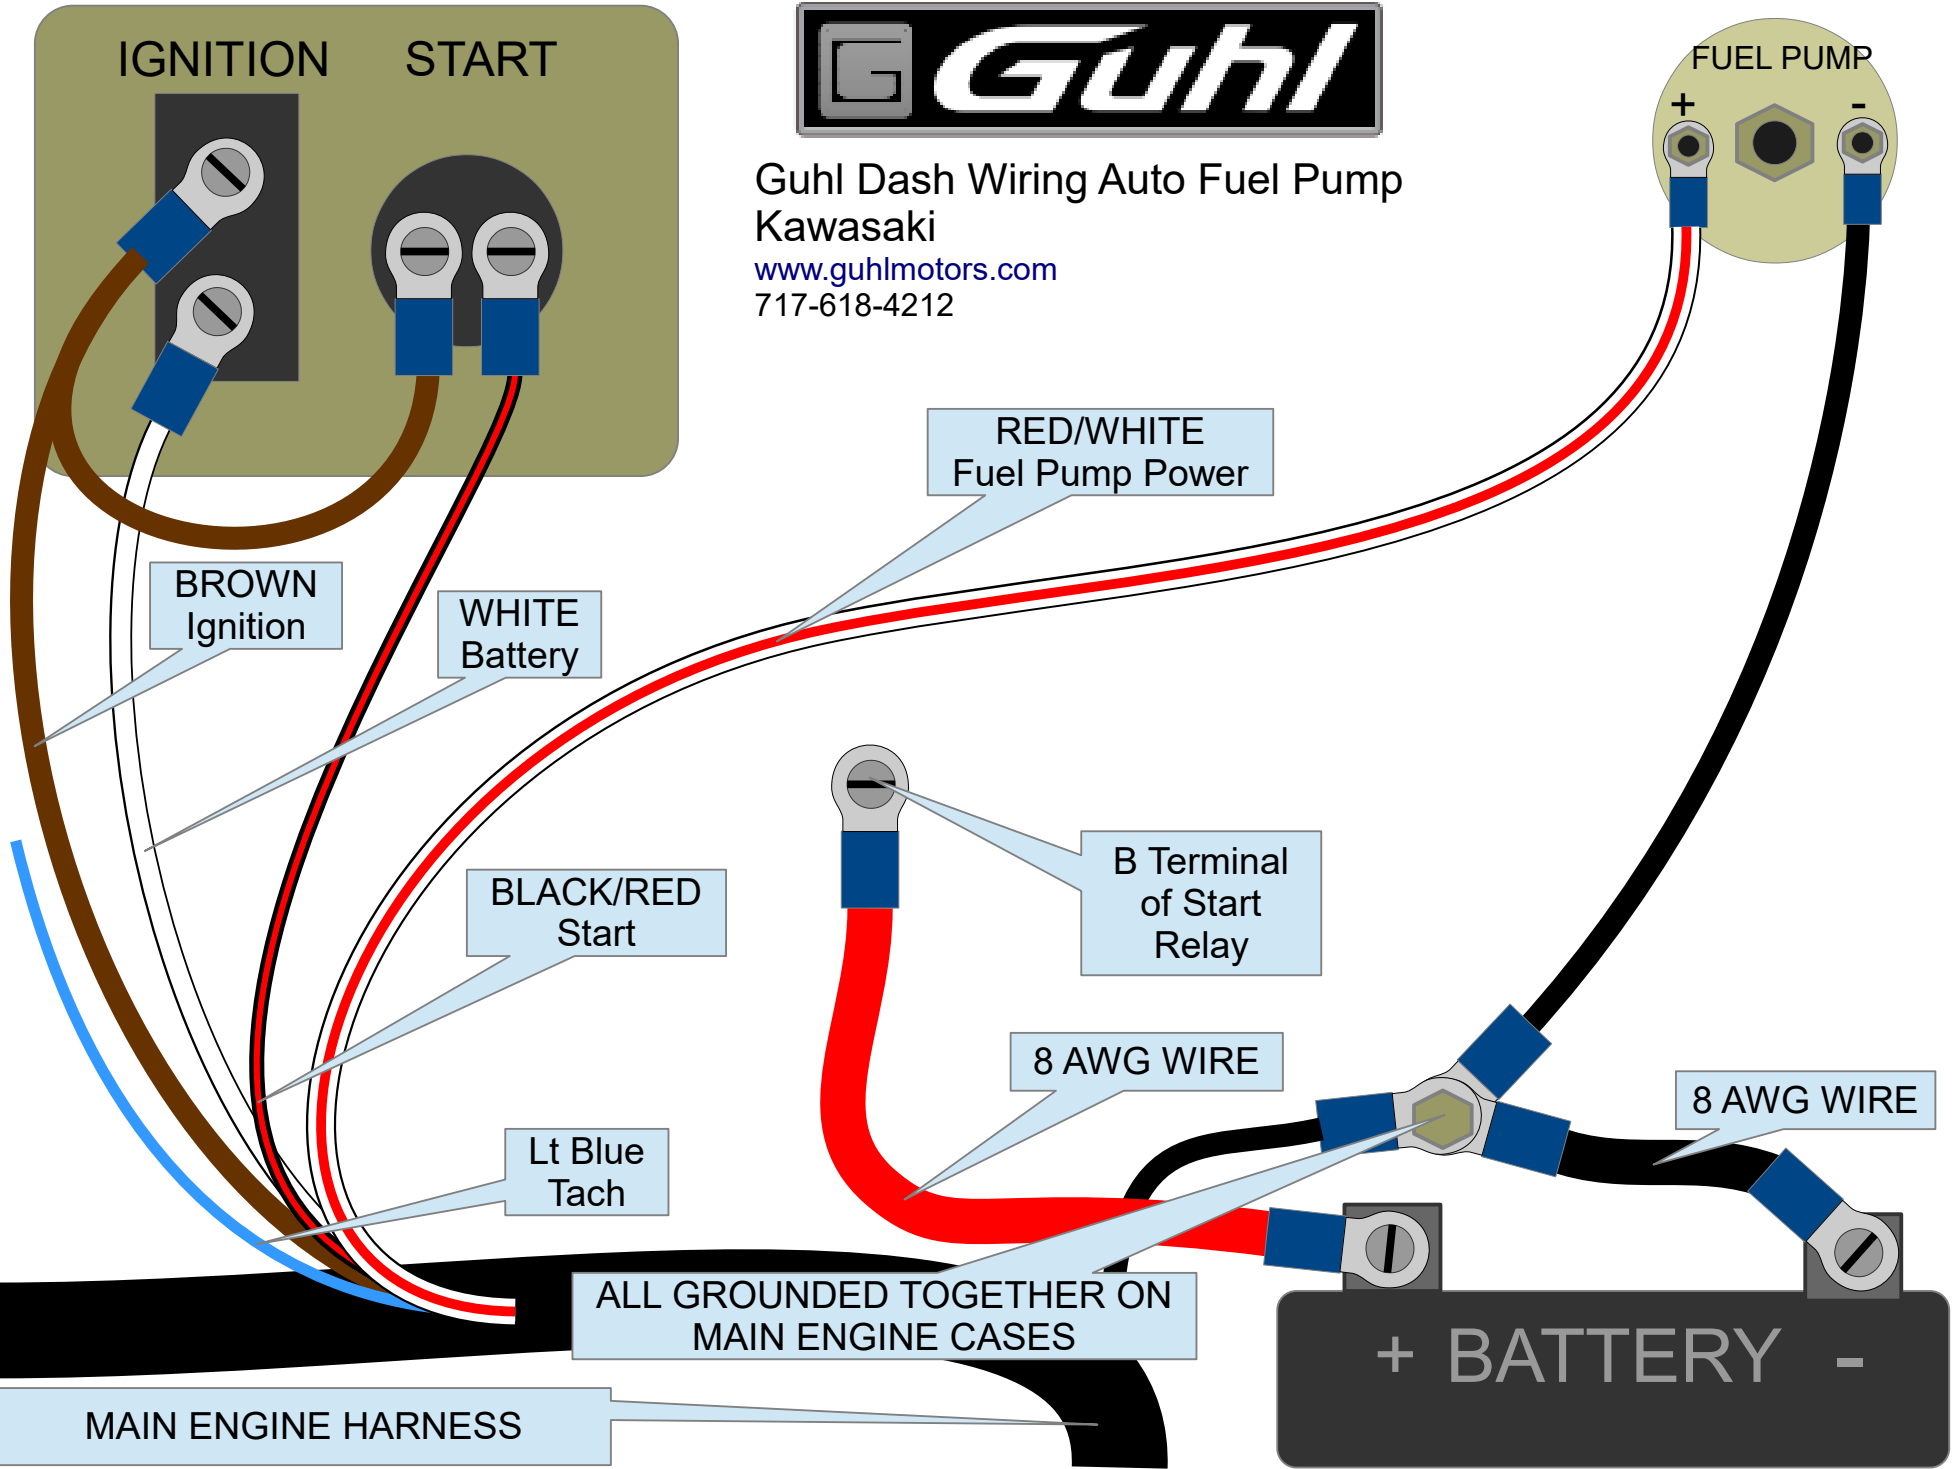 IGNITION START
Guhl
FUEL PUMP
+ -
Guhl Dash Wiring Auto Fuel Pump
Kawasaki
www.guhlmotors.com
717-618-4212
RED/WHITE
Fuel Pump Power
BROWN
Ignition
WHITE
Battery
B Terminal
of Start
Relay
BLACK/RED
Start
8 AWG WIRE
8 AWG WIRE
Lt Blue
Tach
ALL GROUNDED TOGETHER ON
MAIN ENGINE CASES
+ BATTERY -
MAIN ENGINE HARNESS